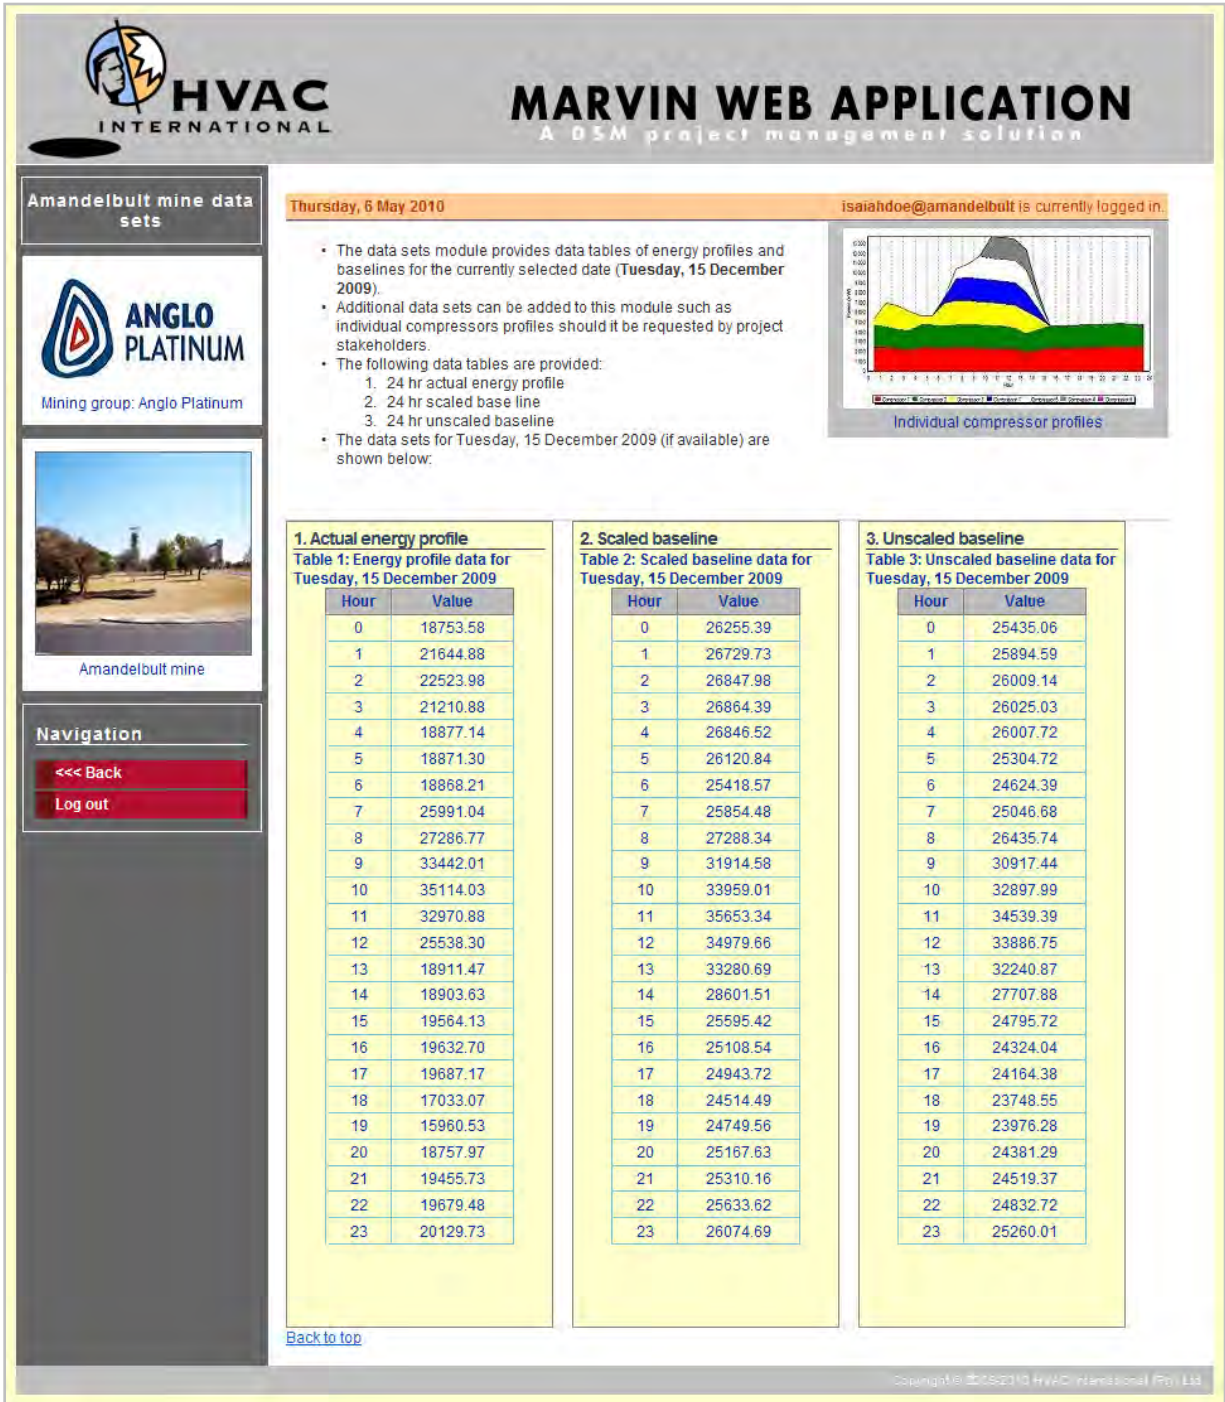 HVAC
INTERNATIONAL
MARVIN WEB APPLICATION
A DSM project management solution
Amandelbult mine data
sets
ANGLO
PLATINUM
Mining group: Anglo Platinum
Amandelbult mine
Navigation
<<< Back
Log out
Thursday, 6 May 2010
isaiahdoe@amandelbult is currently logged in.
• The data sets module provides data tables of energy profiles and
baselines for the currently selected date (Tuesday, 15 December
2009).
• Additional data sets can be added to this module such as
individual compressors profiles should it be requested by project
stakeholders.
• The following data tables are provided:
1. 24 hr actual energy profile
2. 24 hr scaled base line
3. 24 hr unscaled baseline
• The data sets for Tuesday, 15 December 2009 (if available) are
shown below:
Individual compressor profiles
1. Actual energy profile
Table 1: Energy profile data for
Tuesday, 15 December 2009
Hour Value
0 18753.58
1 21644.88
2 22523.98
3 21210.88
4 18877.14
5 18871.30
6 18868.21
7 25991.04
8 27286.77
9 33442.01
10 35114.03
11 32970.88
12 25538.30
13 18911.47
14 18903.63
15 19564.13
16 19632.70
17 19687.17
18 17033.07
19 15960.53
20 18757.97
21 19455.73
22 19679.48
23 20129.73
2. Scaled baseline
Table 2: Scaled baseline data for
Tuesday, 15 December 2009
Hour Value
0 26255.39
1 26729.73
2 26847.98
3 26864.39
4 26846.52
5 26120.84
6 25418.57
7 25854.48
8 27288.34
9 31914.58
10 33959.01
11 35653.34
12 34979.66
13 33280.69
14 28601.51
15 25595.42
16 25108.54
17 24943.72
18 24514.49
19 24749.56
20 25167.63
21 25310.16
22 25633.62
23 26074.69
3. Unscaled baseline
Table 3: Unscaled baseline data for
Tuesday, 15 December 2009
Hour Value
0 25435.06
1 25894.59
2 26009.14
3 26025.03
4 26007.72
5 25304.72
6 24624.39
7 25046.68
8 26435.74
9 30917.44
10 32897.99
11 34539.39
12 33886.75
13 32240.87
14 27707.88
15 24795.72
16 24324.04
17 24164.38
18 23748.55
19 23976.28
20 24381.29
21 24519.37
22 24832.72
23 25260.01
Back to top
Copyright © 2005-2010 HVAC International (Pty) Ltd